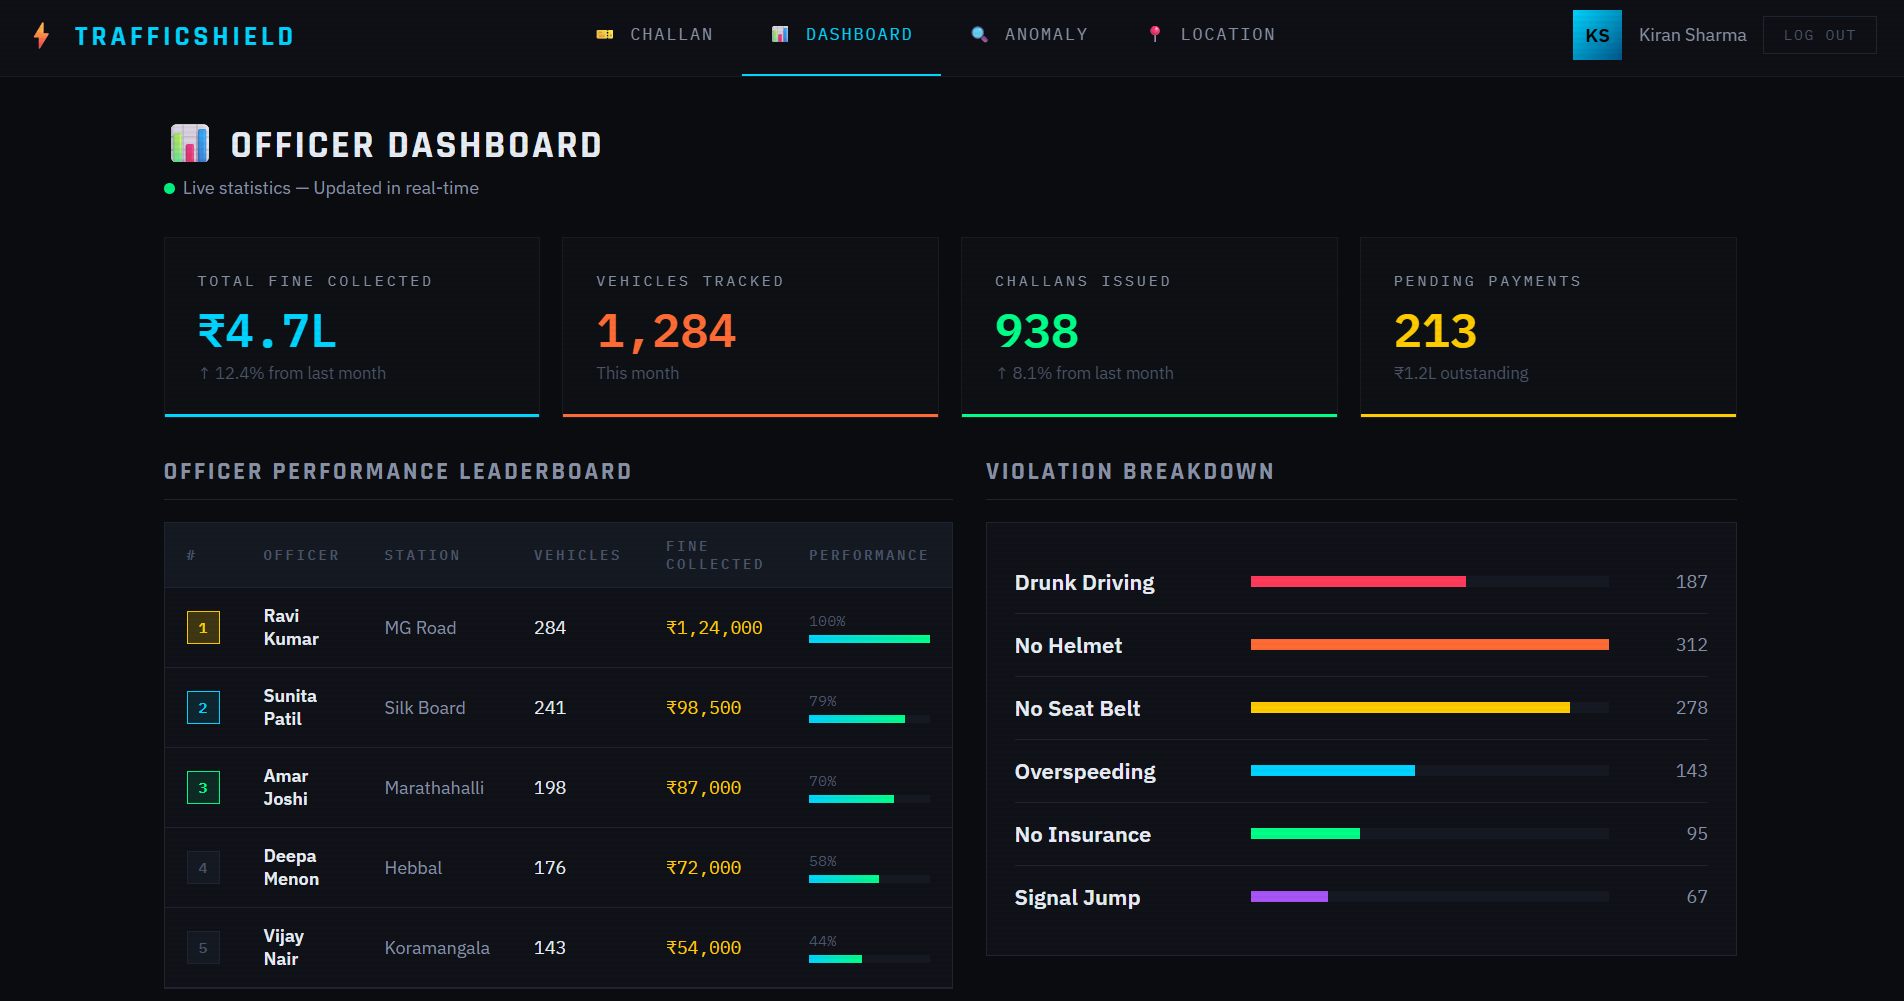 TRAFFICSHIELD
CHALLAN
DASHBOARD
ANOMALY
LOCATION
KS
Kiran Sharma
LOG OUT
OFFICER DASHBOARD
Live statistics — Updated in real-time
TOTAL FINE COLLECTED
₹4.7L
↑ 12.4% from last month
VEHICLES TRACKED
1,284
This month
CHALLANS ISSUED
938
↑ 8.1% from last month
PENDING PAYMENTS
213
₹1.2L outstanding
OFFICER PERFORMANCE LEADERBOARD
# OFFICER STATION VEHICLES FINE COLLECTED PERFORMANCE
1 Ravi Kumar MG Road 284 ₹1,24,000 100%
2 Sunita Patil Silk Board 241 ₹98,500 79%
3 Amar Joshi Marathahalli 198 ₹87,000 70%
4 Deepa Menon Hebbal 176 ₹72,000 58%
5 Vijay Nair Koramangala 143 ₹54,000 44%
VIOLATION BREAKDOWN
Drunk Driving 187
No Helmet 312
No Seat Belt 278
Overspeeding 143
No Insurance 95
Signal Jump 67